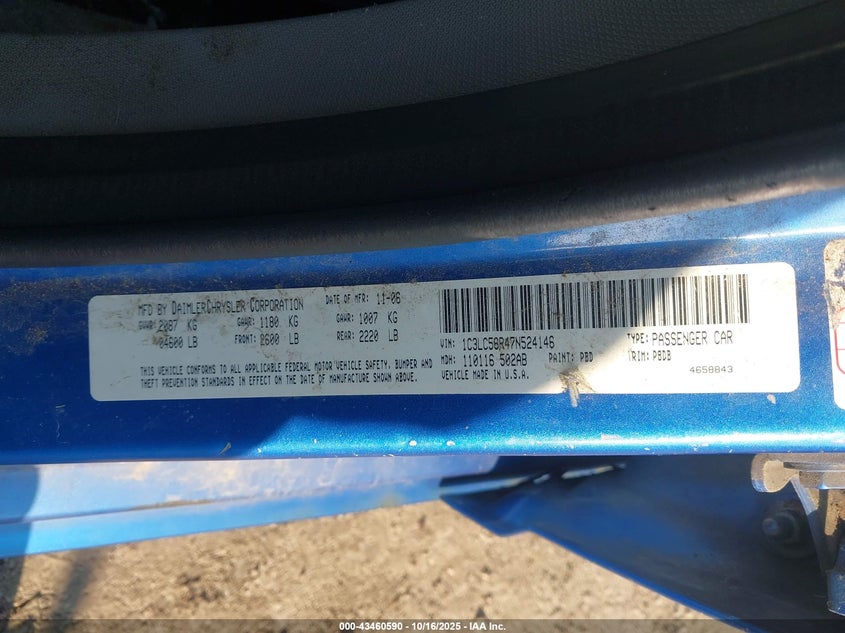 MFD BY DAIMLERCHRYSLER CORPORATION DATE OF MFR: 11-06
GVWR: 2087 KG GAWR: 1180 KG GAWR: 1007 KG
04600 LB FRONT: 2600 LB REAR: 2220 LB
THIS VEHICLE CONFORMS TO ALL APPLICABLE FEDERAL MOTOR VEHICLE SAFETY, BUMPER AND
THEFT PREVENTION STANDARDS IN EFFECT ON THE DATE OF MANUFACTURE SHOWN ABOVE.
VIN: 1C3LC56R47N524146 TYPE: PASSENGER CAR
MDH: 110116 502AB PAINT: PBD TRIM: P8DB
VEHICLE MADE IN U.S.A. 4658843
000-43460590 | 10/16/2025 - IAA Inc.